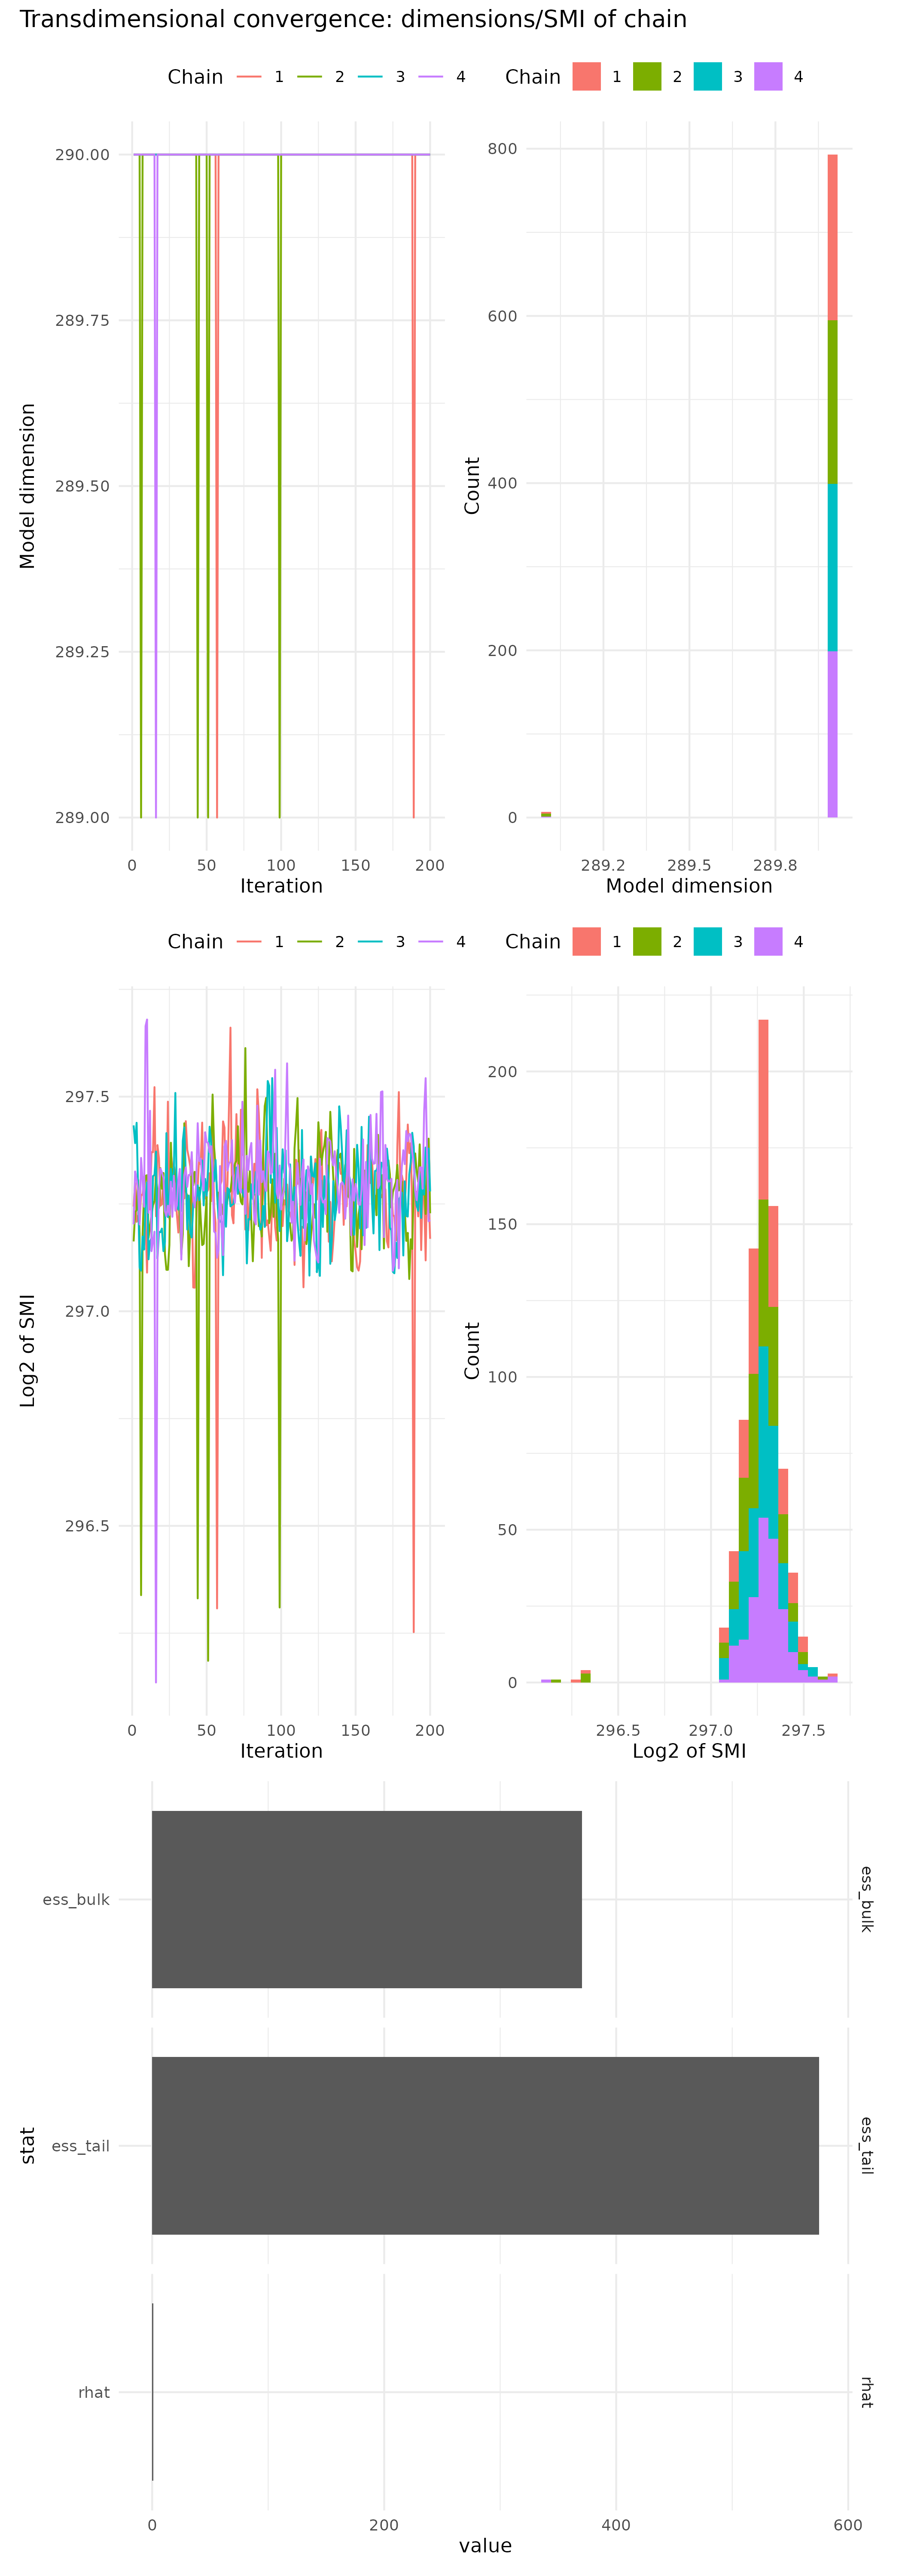 Transdimensional convergence: dimensions/SMI of chain
Chain 1 2 3 4
Chain 1 2 3 4
290.00
289.75
289.50
289.25
289.00
Model dimension
0 50 100 150 200
Iteration
800
600
400
200
0
Count
289.2 289.5 289.8
Model dimension
Chain 1 2 3 4
Chain 1 2 3 4
297.5
297.0
296.5
Log2 of SMI
0 50 100 150 200
Iteration
200
150
100
50
0
Count
296.5 297.0 297.5
Log2 of SMI
ess_bulk
ess_bulk
stat
ess_tail
ess_tail
rhat
rhat
0 200 400 600
value